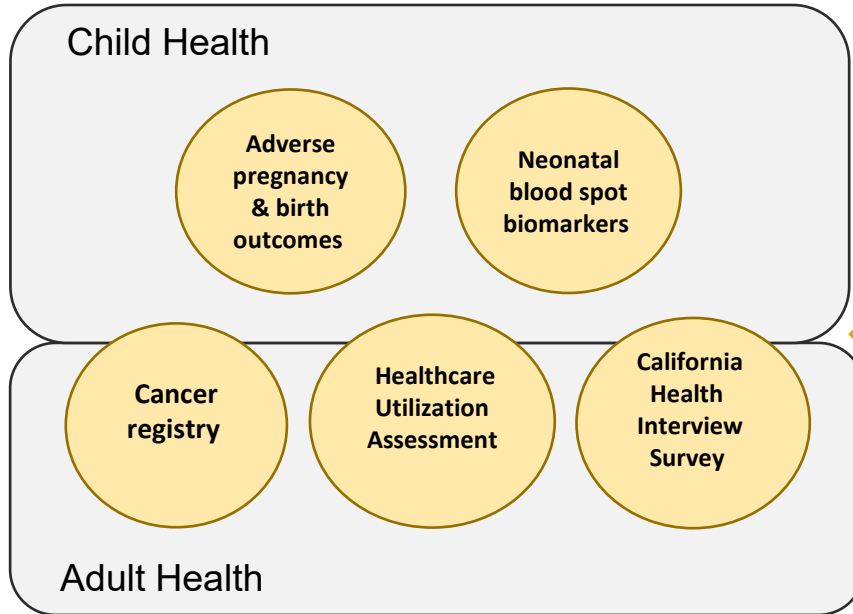 Child Health
Adverse
pregnancy
& birth
outcomes
Neonatal
blood spot
biomarkers
Cancer
registry
Healthcare
Utilization
Assessment
California
Health
Interview
Survey
Adult Health